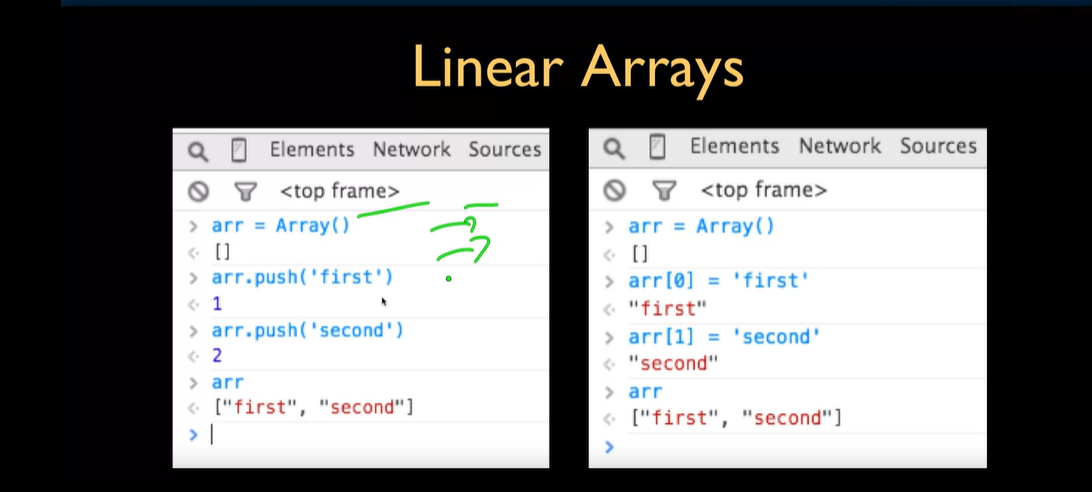 Linear Arrays
Elements Network Sources
<top frame>
> arr = Array()
[]
> arr.push('first')
1
> arr.push('second')
2
> arr
["first", "second"]
>
Elements Network Sources
<top frame>
> arr = Array()
[]
> arr[0] = 'first'
"first"
> arr[1] = 'second'
"second"
> arr
["first", "second"]
>